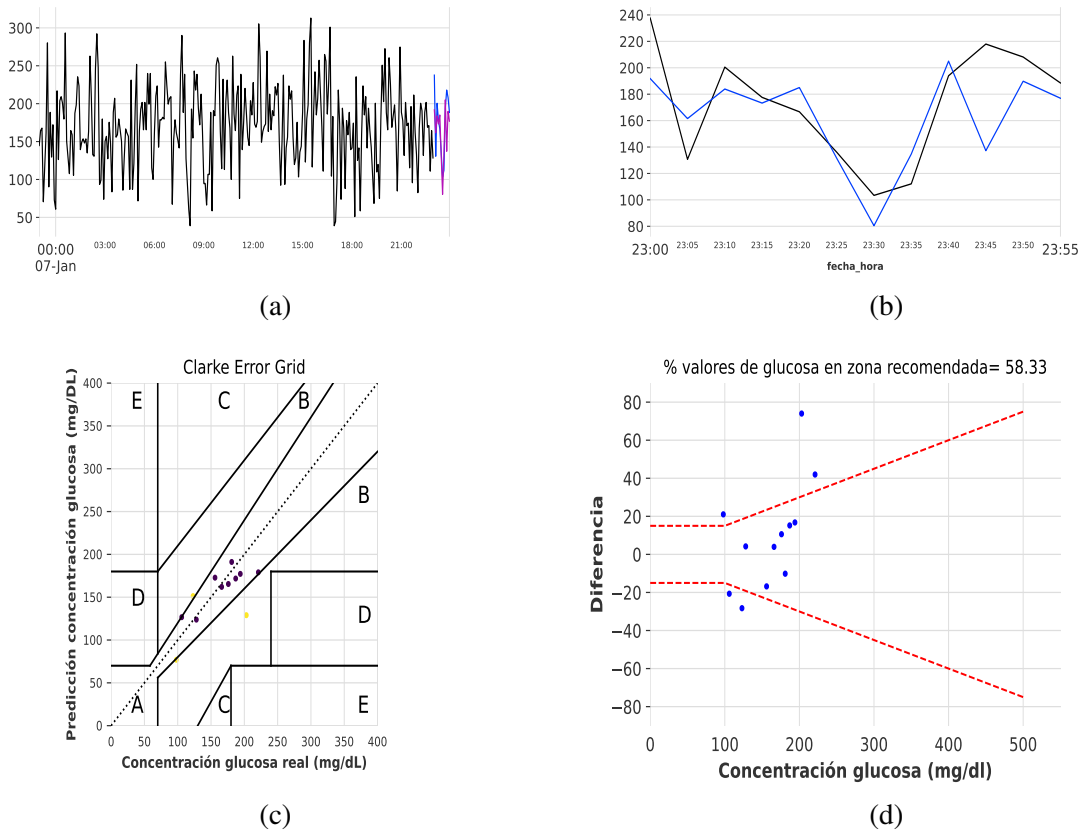 300
250
200
150
100
50
00:00 03:00 06:00 09:00 12:00 15:00 18:00 21:00
07-Jan
(a)
240
220
200
180
160
140
120
100
80
23:00 23:05 23:10 23:15 23:20 23:25 23:30 23:35 23:40 23:45 23:50 23:55
fecha_hora
(b)
Clarke Error Grid
Predicción concentración glucosa (mg/DL)
400
350
300
250
200
150
100
50
0
E C B
B
D D
A C E
0 50 100 150 200 250 300 350 400
Concentración glucosa real (mg/dL)
(c)
% valores de glucosa en zona recomendada= 58.33
Diferencia
80
60
40
20
0
−20
−40
−60
−80
0 100 200 300 400 500
Concentración glucosa (mg/dl)
(d)